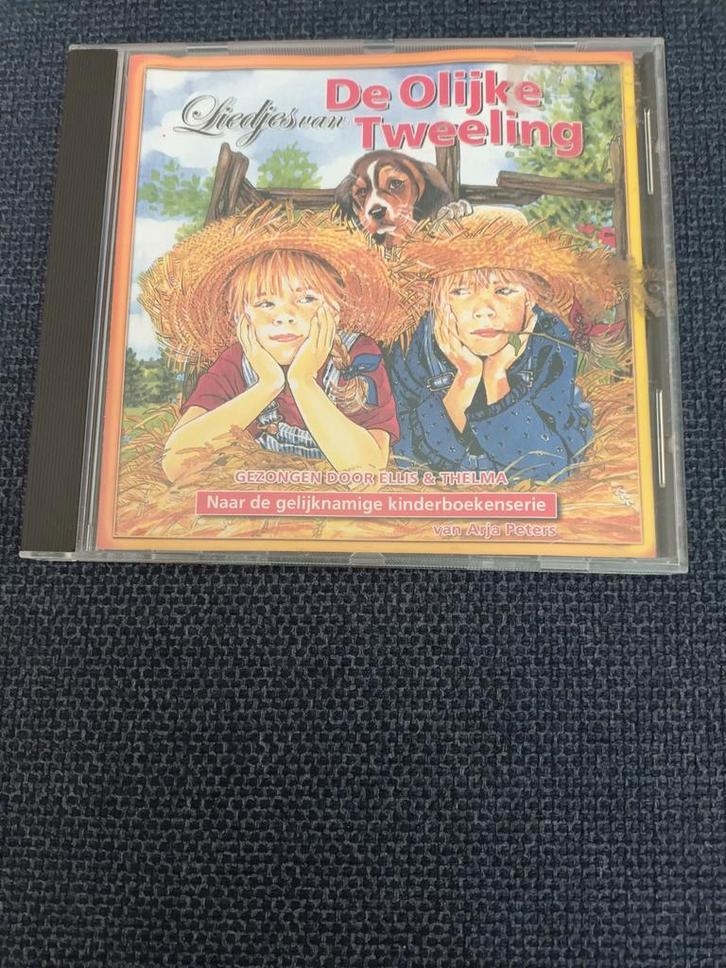 Liedjes van De Olijke
Tweeling
GEZONGEN DOOR ELLIS & THELMA
Naar de gelijknamige kinderboekenserie
van Arja Peters